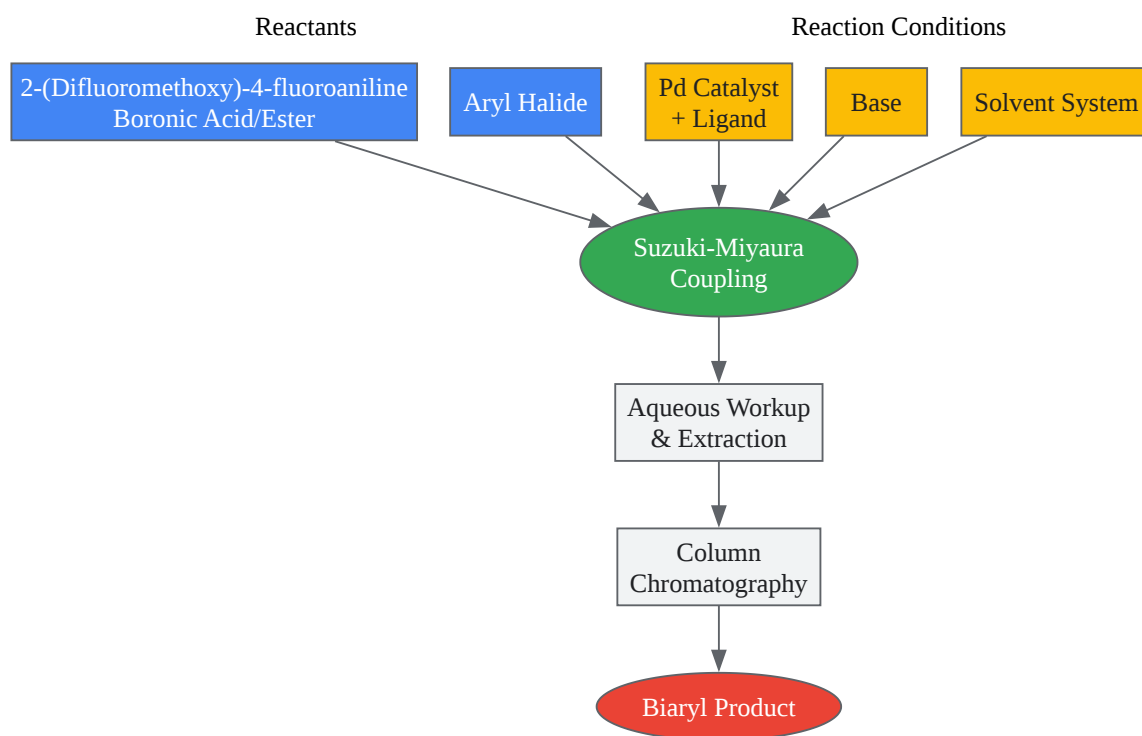 Reactants
Reaction Conditions
2-(Difluoromethoxy)-4-fluoroaniline
Boronic Acid/Ester
Aryl Halide
Pd Catalyst
+ Ligand
Base
Solvent System
Suzuki-Miyaura
Coupling
Aqueous Workup
& Extraction
Column
Chromatography
Biaryl Product